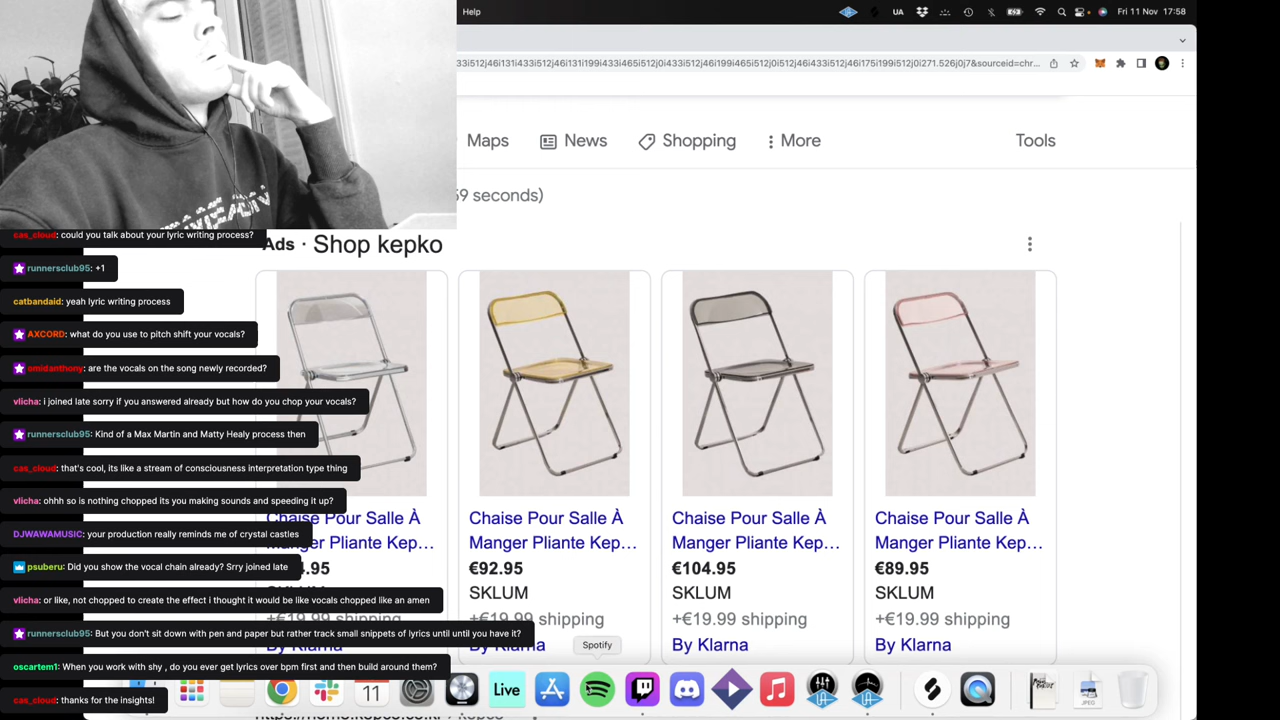 Help
UA
Fri 11 Nov 17:58
33i512j46i131i433i512j46i131i199i433i465i512j0i433i512j46i199i465i512j0i512j46i433i512j46i175i199i512j0i271.526j0j7&sourceid=chr...
Maps
News
Shopping
More
Tools
59 seconds)
cas_cloud: could you talk about your lyric writing process?
Ads · Shop kepko
runnersclub95: +1
catbandaid: yeah lyric writing process
AXCORD: what do you use to pitch shift your vocals?
omidanthony: are the vocals on the song newly recorded?
vlicha: i joined late sorry if you answered already but how do you chop your vocals?
runnersclub95: Kind of a Max Martin and Matty Healy process then
cas_cloud: that's cool, its like a stream of consciousness interpretation type thing
vlicha: ohhh so is nothing chopped its you making sounds and speeding it up?
DJWAWAMUSIC: your production really reminds me of crystal castles
psuberu: Did you show the vocal chain already? Srry joined late
vlicha: or like, not chopped to create the effect i thought it would be like vocals chopped like an amen
runnersclub95: But you don't sit down with pen and paper but rather track small snippets of lyrics until until you have it?
oscartem1: When you work with shy , do you ever get lyrics over bpm first and then build around them?
cas_cloud: thanks for the insights!
Chaise Pour Salle À
Manger Pliante Kep...
4.95
SKLUM
+€19.99 shipping
By Klarna
Chaise Pour Salle À
Manger Pliante Kep...
€92.95
SKLUM
+€19.99 shipping
By Klarna
Chaise Pour Salle À
Manger Pliante Kep...
€104.95
SKLUM
+€19.99 shipping
By Klarna
Chaise Pour Salle À
Manger Pliante Kep...
€89.95
SKLUM
+€19.99 shipping
By Klarna
Spotify
11
Live
JPEG